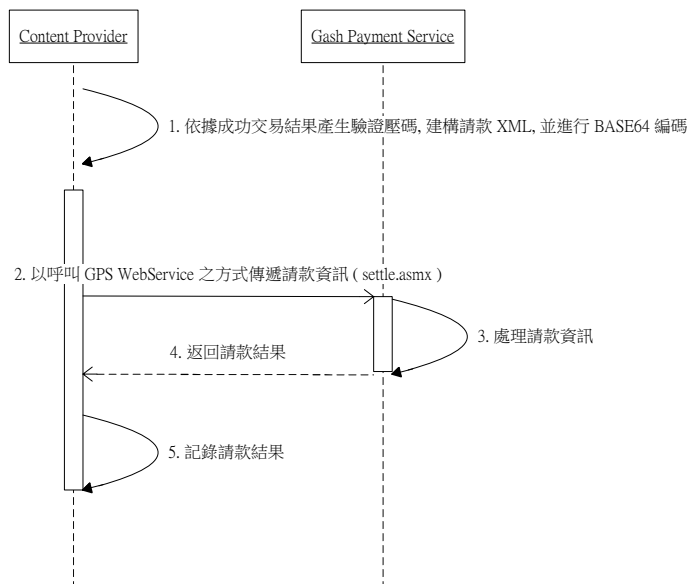 Content Provider
Gash Payment Service
1. 依據成功交易結果產生驗證壓碼, 建構請款 XML, 並進行 BASE64 編碼
2. 以呼叫 GPS WebService 之方式傳遞請款資訊 ( settle.asmx )
3. 處理請款資訊
4. 返回請款結果
5. 記錄請款結果